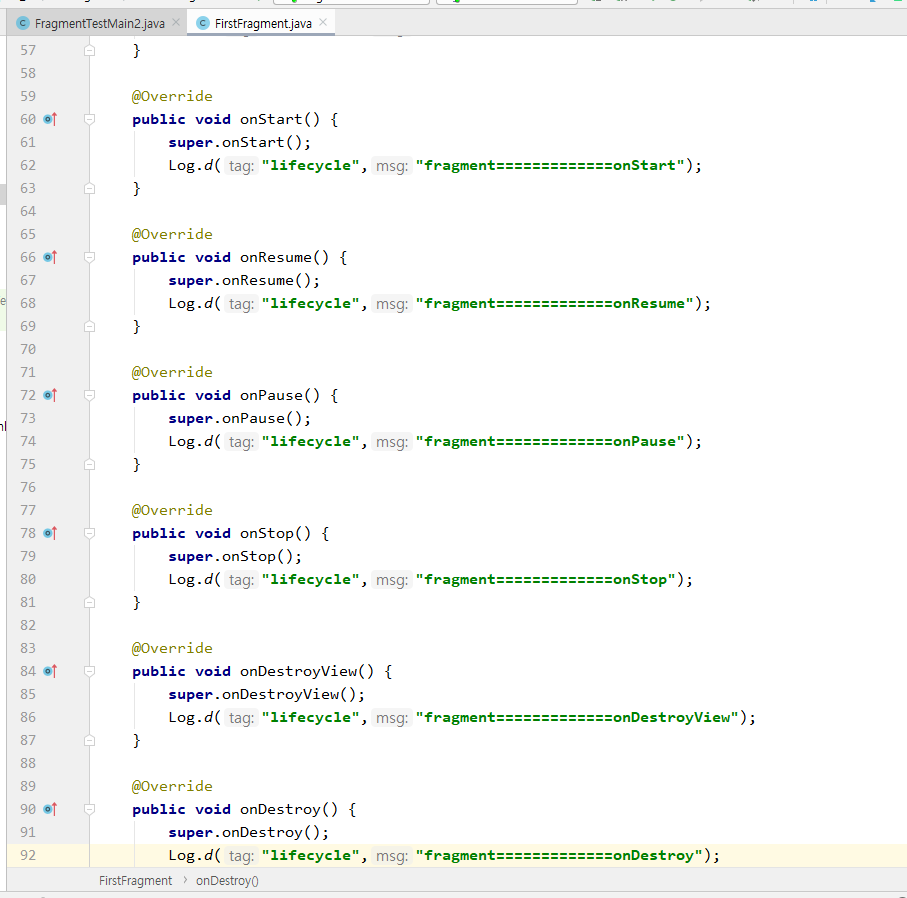 FragmentTestMain2.java FirstFragment.java
57 }
58
59 @Override
60 public void onStart() {
61 super.onStart();
62 Log.d( tag: "lifecycle", msg: "fragment=============onStart");
63 }
64
65 @Override
66 public void onResume() {
67 super.onResume();
68 Log.d( tag: "lifecycle", msg: "fragment=============onResume");
69 }
70
71 @Override
72 public void onPause() {
73 super.onPause();
74 Log.d( tag: "lifecycle", msg: "fragment=============onPause");
75 }
76
77 @Override
78 public void onStop() {
79 super.onStop();
80 Log.d( tag: "lifecycle", msg: "fragment=============onStop");
81 }
82
83 @Override
84 public void onDestroyView() {
85 super.onDestroyView();
86 Log.d( tag: "lifecycle", msg: "fragment=============onDestroyView");
87 }
88
89 @Override
90 public void onDestroy() {
91 super.onDestroy();
92 Log.d( tag: "lifecycle", msg: "fragment=============onDestroy");
FirstFragment › onDestroy()